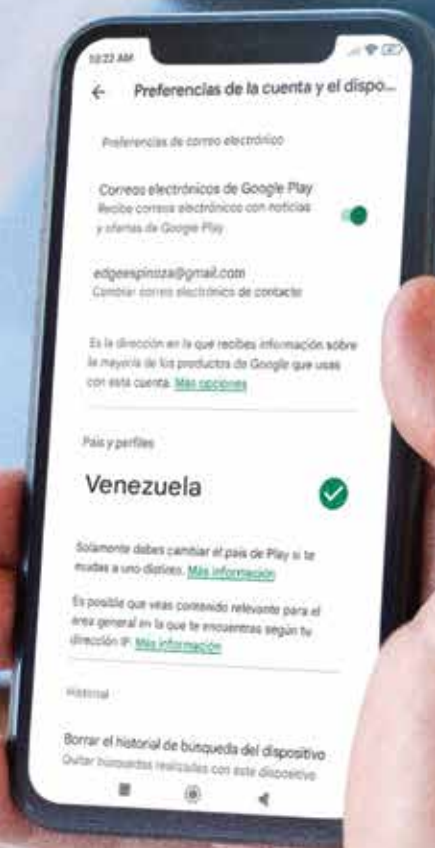 10:22 AM
Preferencias de la cuenta y el dispo...
Preferencias de correo electrónico
Correos electrónicos de Google Play
Recibe correos electrónicos con noticias
y ofertas de Google Play
edgeespinoza@gmail.com
Cambiar correo electrónico de contacto
Es la dirección en la que recibes información sobre
la mayoría de los productos de Google que usas
con esta cuenta. Más opciones
País y perfiles
Venezuela
Solamente debes cambiar el país de Play si te
mudas a uno distinto. Más información
Es posible que veas contenido relevante para el
área general en la que te encuentras según tu
dirección IP. Más información
Historial
Borrar el historial de búsqueda del dispositivo
Quitar búsquedas realizadas con este dispositivo